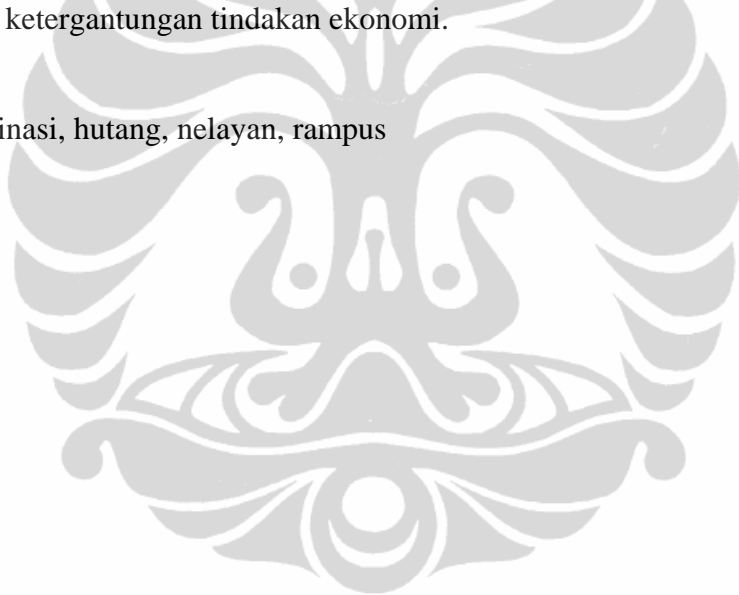 ketergantungan tindakan ekonomi.
inasi, hutang, nelayan, rampus